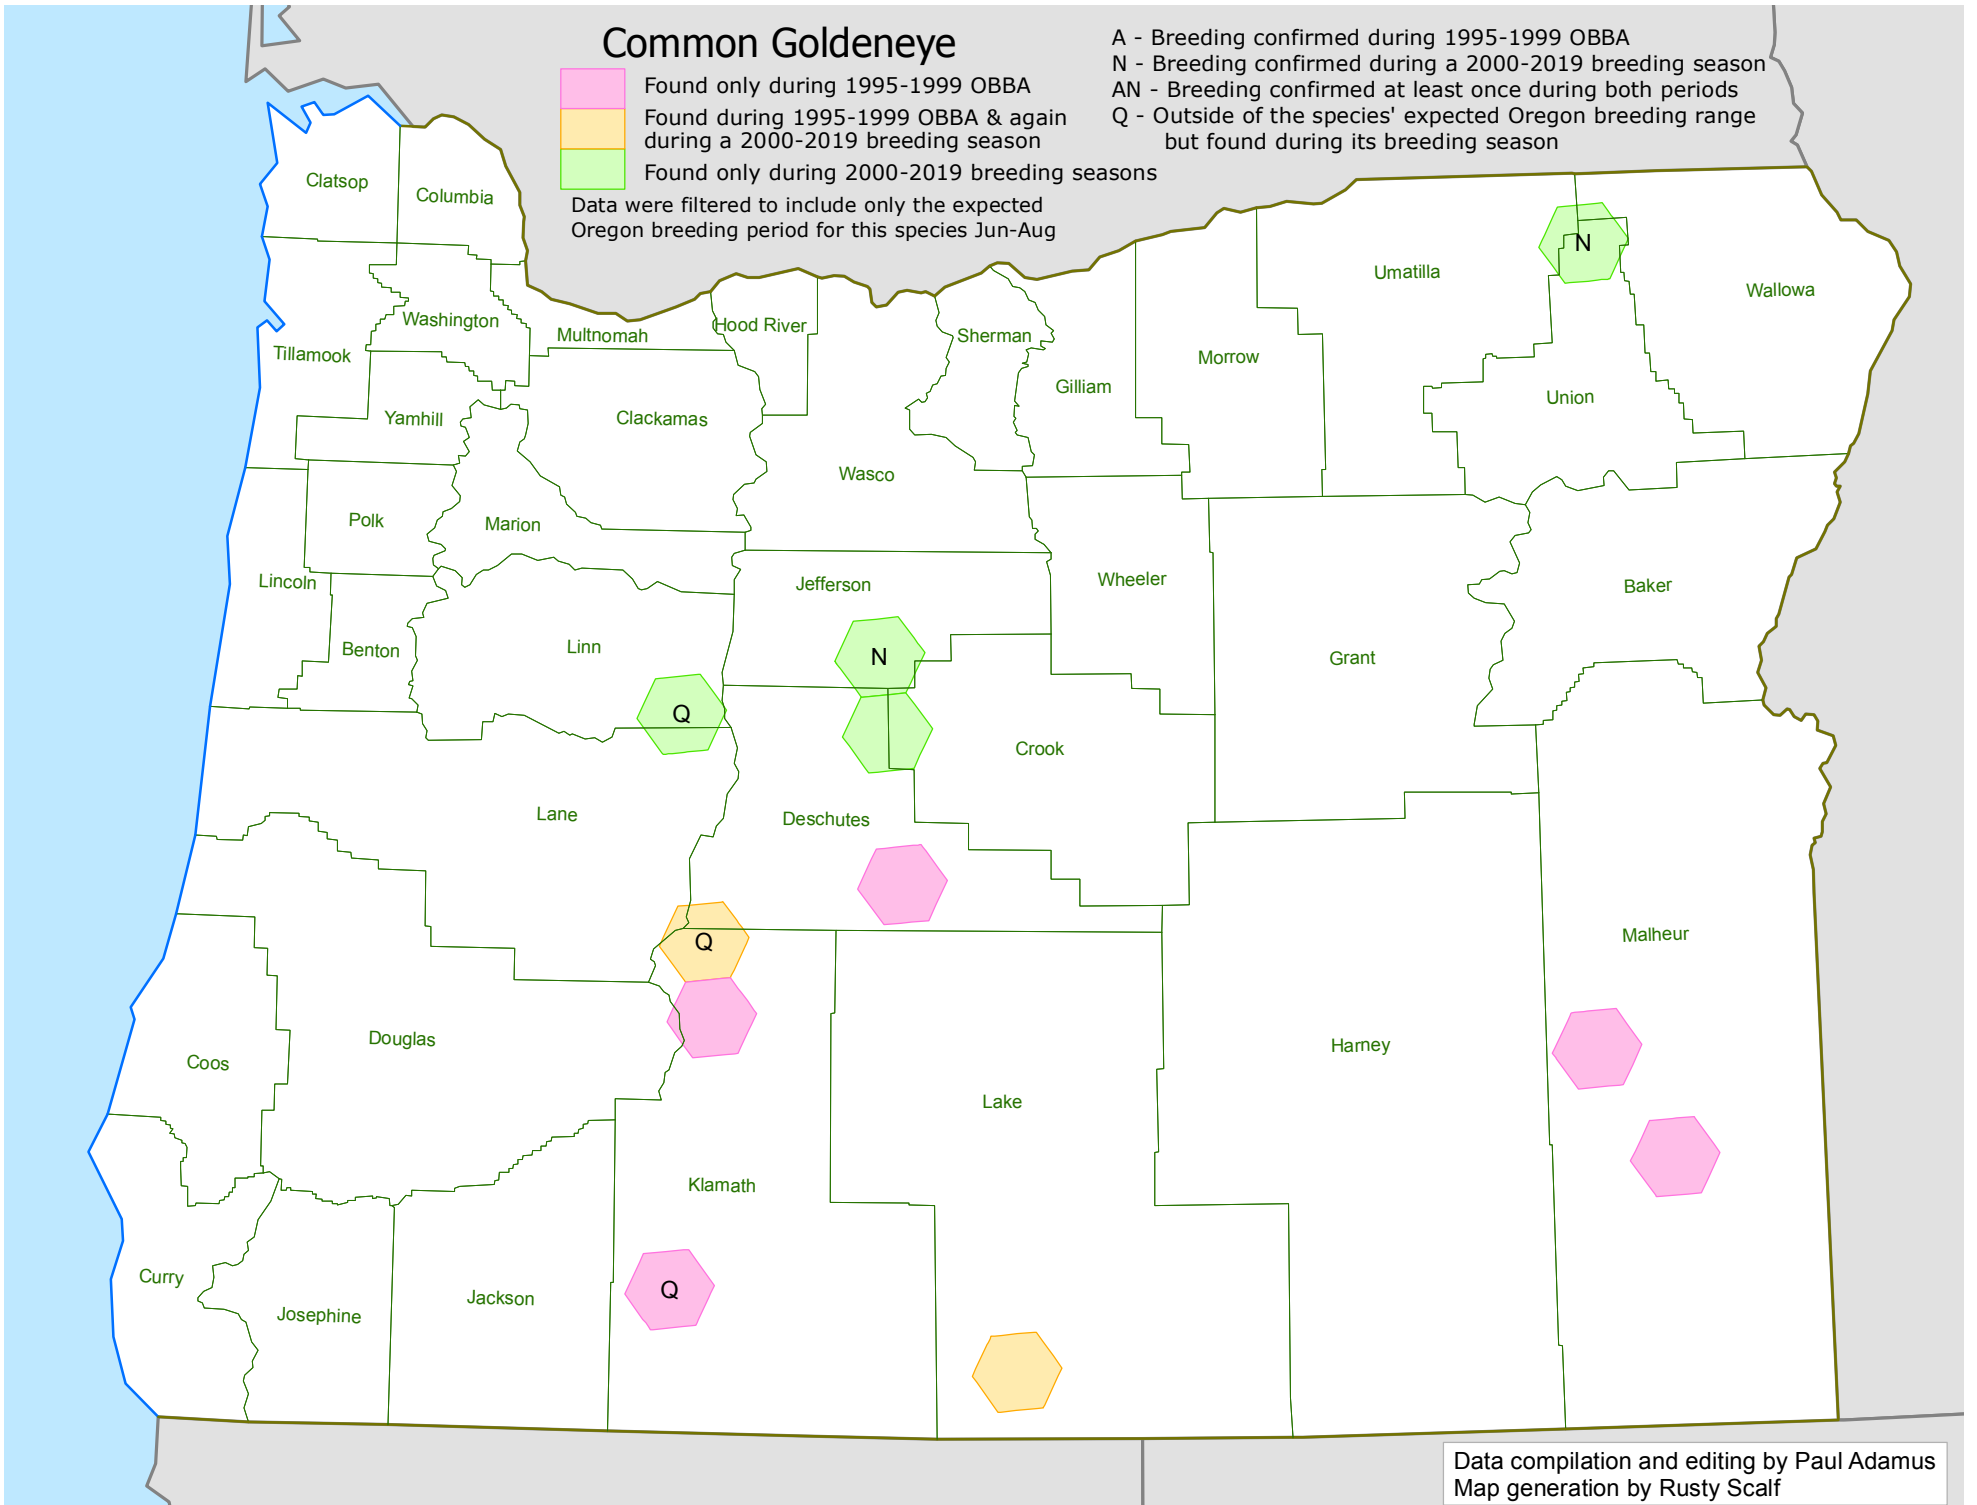 Common Goldeneye
Found only during 1995-1999 OBBA
Found during 1995-1999 OBBA & again
during a 2000-2019 breeding season
Found only during 2000-2019 breeding seasons
Data were filtered to include only the expected
Oregon breeding period for this species Jun-Aug
A - Breeding confirmed during 1995-1999 OBBA
N - Breeding confirmed during a 2000-2019 breeding season
AN - Breeding confirmed at least once during both periods
Q - Outside of the species' expected Oregon breeding range
but found during its breeding season
Clatsop
Columbia
N
Umatilla
Wallowa
Washington
Multnomah
Hood River
Sherman
Tillamook
Morrow
Gilliam
Union
Yamhill
Clackamas
Wasco
Polk
Marion
Lincoln
Jefferson
Wheeler
Baker
Benton
Linn
N
Grant
Q
Crook
Lane
Deschutes
Q
Malheur
Douglas
Coos
Harney
Lake
Klamath
Curry
Q
Josephine
Jackson
Data compilation and editing by Paul Adamus
Map generation by Rusty Scalf